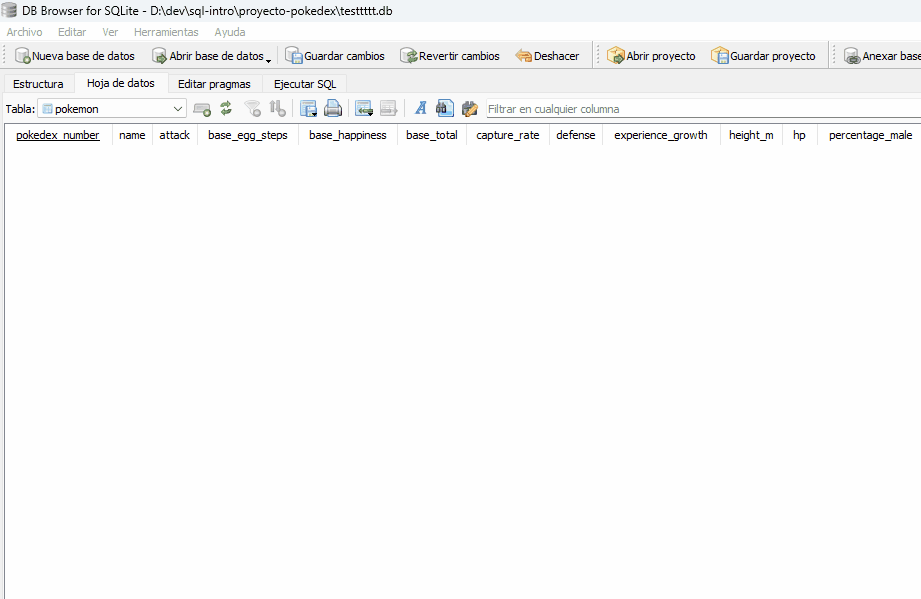 DB Browser for SQLite - D:\dev\sql-intro\proyecto-pokedex\testtttt.db
Archivo Editar Ver Herramientas Ayuda
Nueva base de datos Abrir base de datos Guardar cambios Revertir cambios Deshacer Abrir proyecto Guardar proyecto Anexar base
Estructura Hoja de datos Editar pragmas Ejecutar SQL
Tabla: pokemon Filtrar en cualquier columna
pokedex_number name attack base_egg_steps base_happiness base_total capture_rate defense experience_growth height_m hp percentage_male